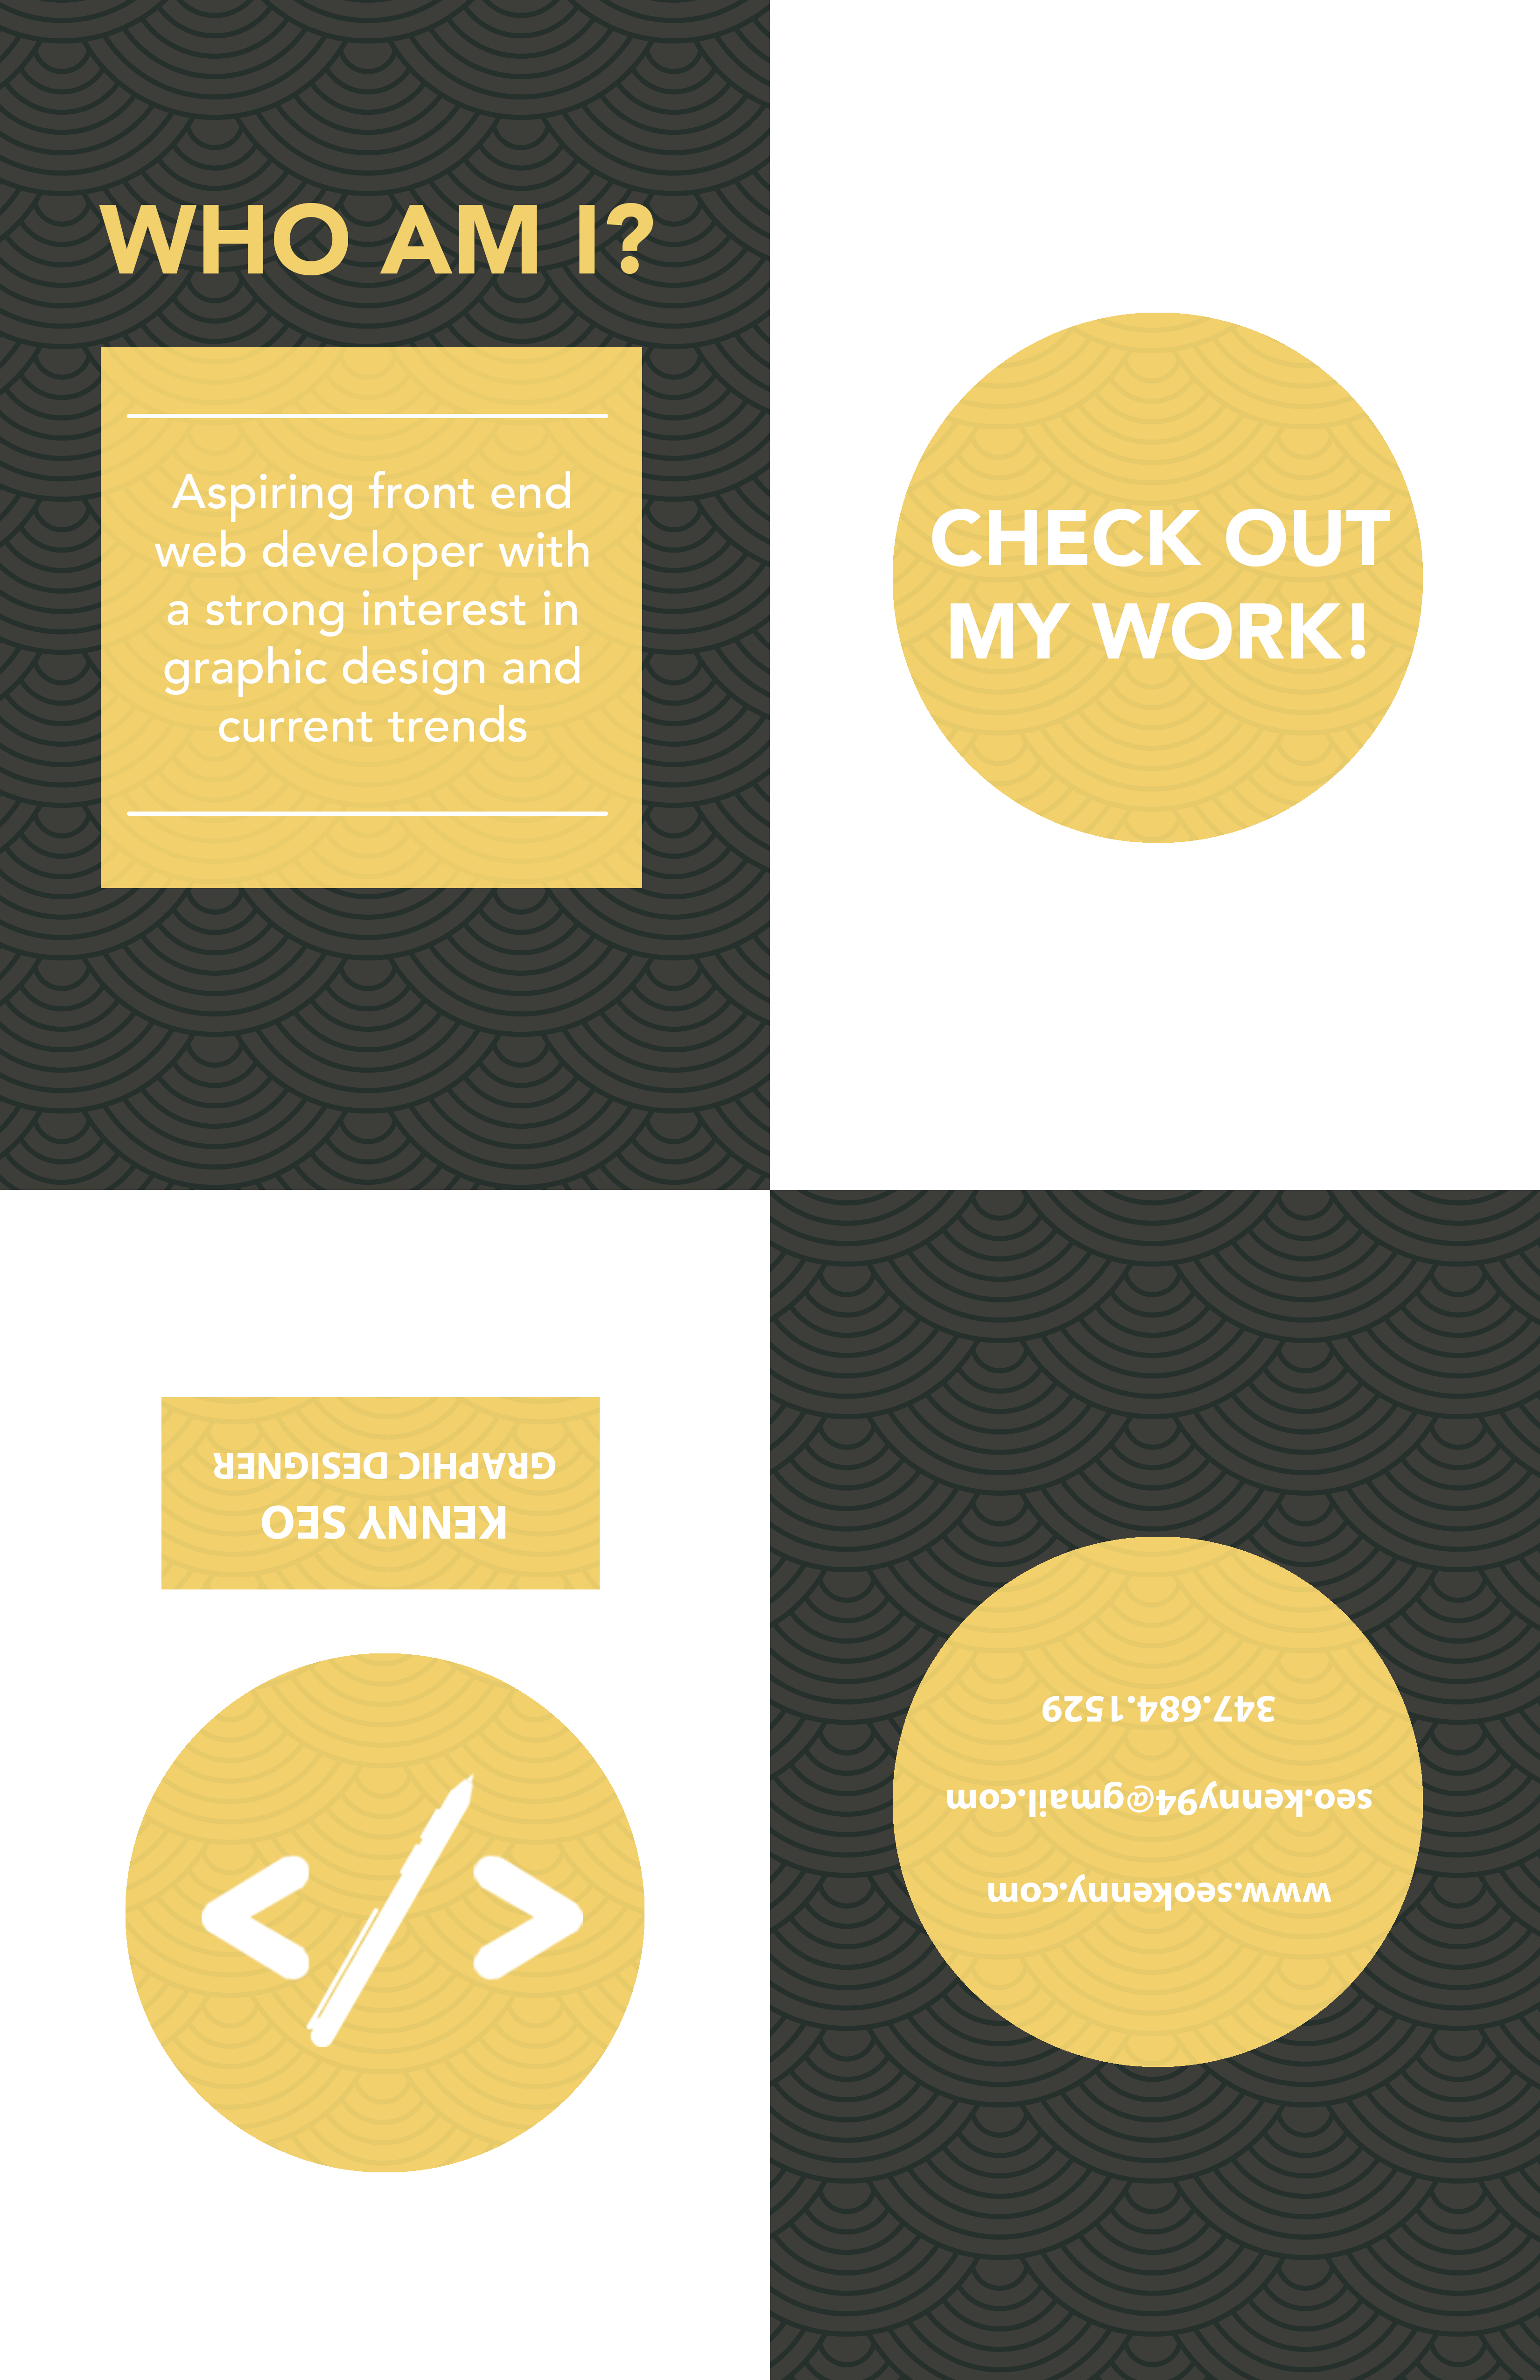 WHO AM I?
Aspiring front end
web developer with
a strong interest in
graphic design and
current trends
CHECK OUT
MY WORK!
KENNY SEO
GRAPHIC DESIGNER
</>
www.seokenny.com
seo.kenny94@gmail.com
347.684.1529